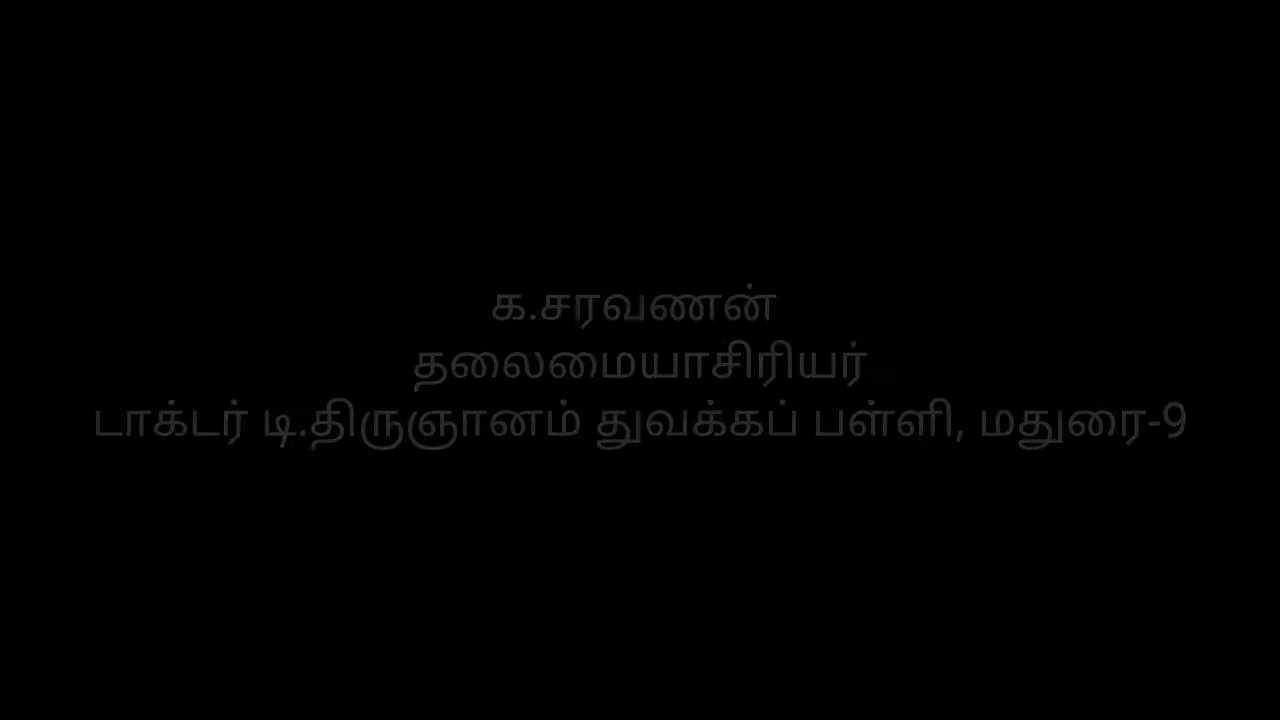 க.சரவணன்
தலைமையாசிரியர்
டாக்டர் டி.திருஞானம் துவக்கப் பள்ளி, மதுரை-9